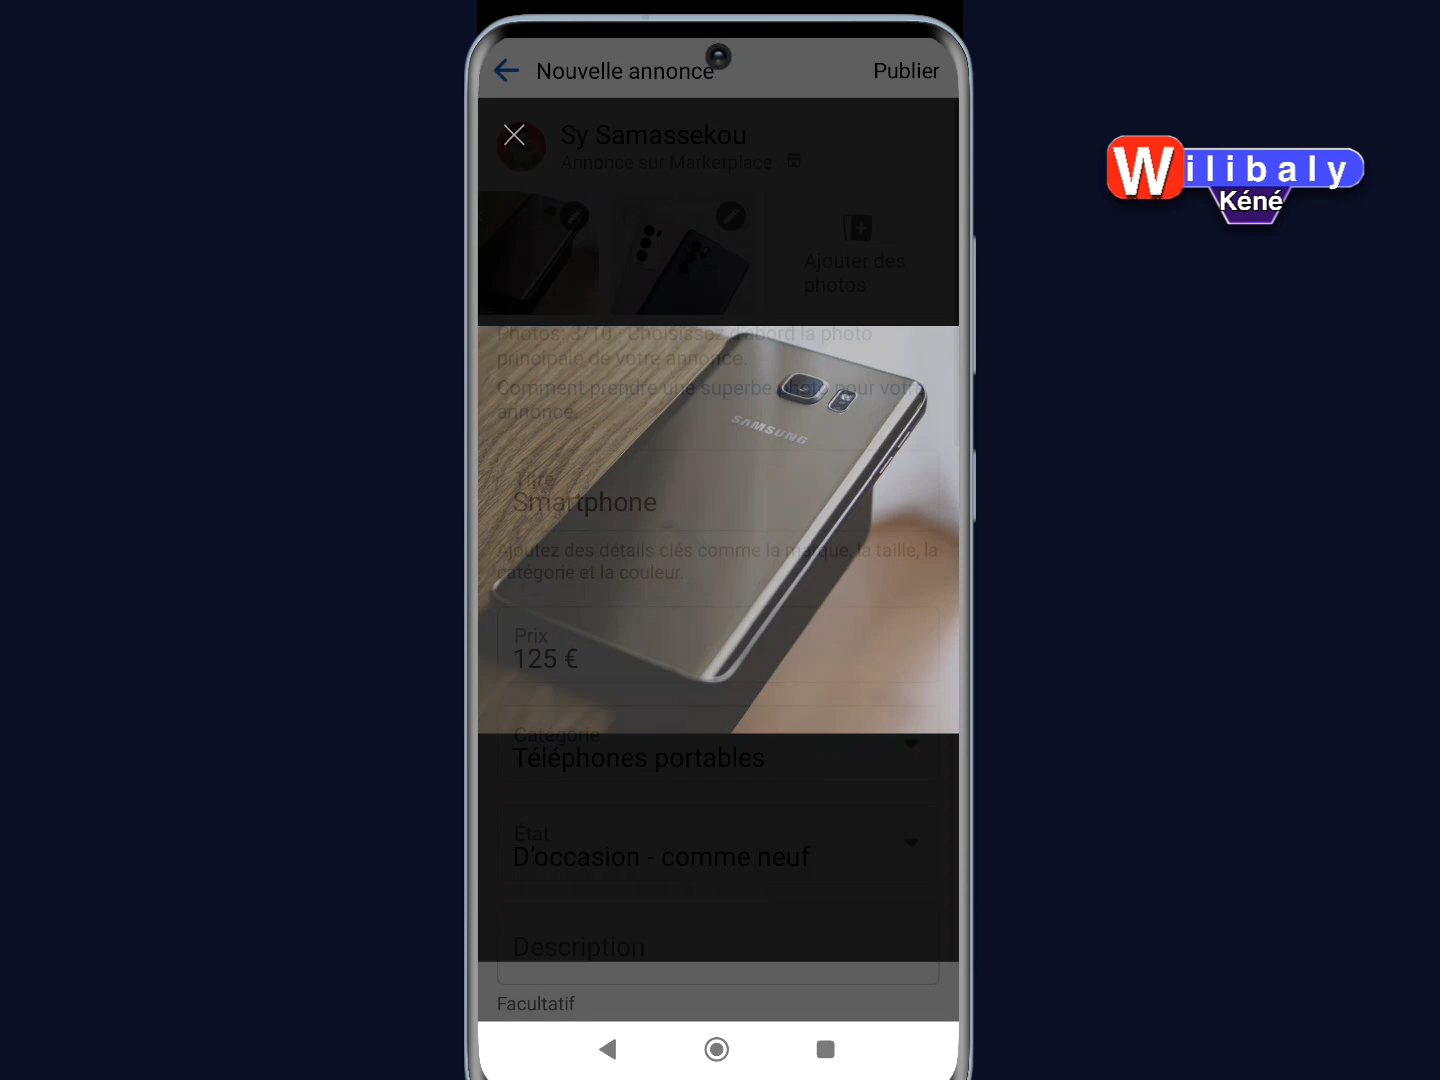 Nouvelle annonce
Publier
Sy Samassekou
Annonce sur Marketplace
Ajouter des
photos
Photos: 3/10 Choisissez d'abord la photo
principale de votre annonce.
Comment prendre une superbe photo pour votre
annonce.
SAMSUNG
Titre
Smartphone
Ajoutez des détails clés comme la marque, la taille, la
catégorie et la couleur.
Prix
125 €
Catégorie
Téléphones portables
État
D'occasion - comme neuf
Description
Facultatif
Wilibaly
Kéné